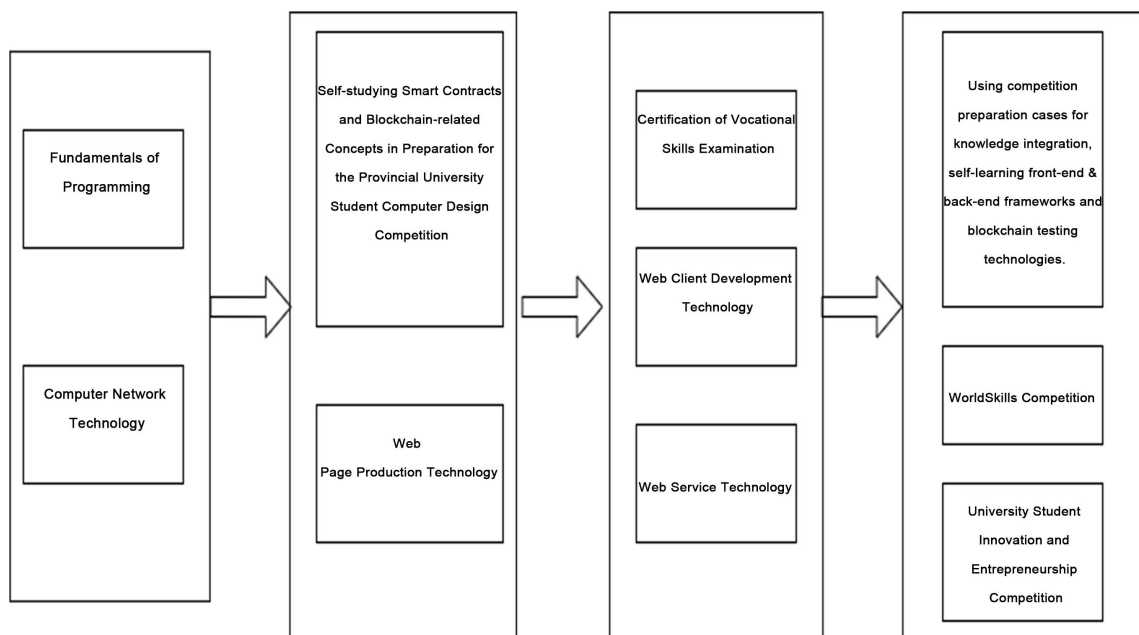 Fundamentals of
Programming
Computer Network
Technology
Self-studying Smart Contracts
and Blockchain-related
Concepts in Preparation for
the Provincial University
Student Computer Design
Competition
Web
Page Production Technology
Certification of Vocational
Skills Examination
Web Client Development
Technology
Web Service Technology
Using competition
preparation cases for
knowledge integration,
self-learning front-end &
back-end frameworks and
blockchain testing
technologies.
WorldSkills Competition
University Student
Innovation and
Entrepreneurship
Competition